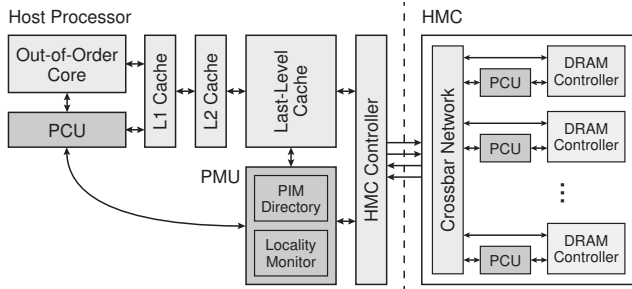 Host Processor
Out-of-Order
Core
PCU
L1 Cache
L2 Cache
Last-Level
Cache
PMU
PIM
Directory
Locality
Monitor
HMC Controller
HMC
Crossbar Network
PCU
DRAM
Controller
PCU
DRAM
Controller
...
PCU
DRAM
Controller